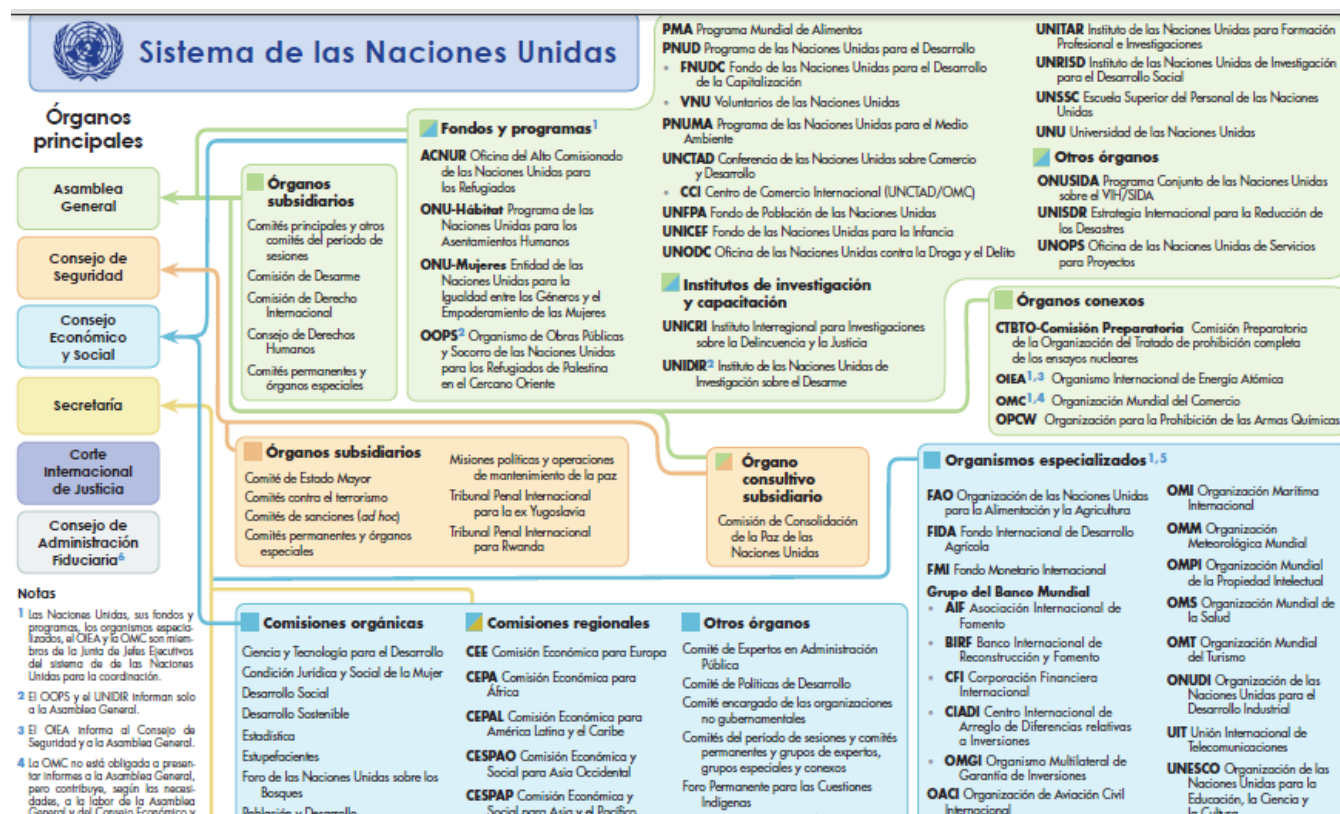 Sistema de las Naciones Unidas
Órganos
principales
Asamblea
General
Consejo de
Seguridad
Consejo
Económico
y Social
Secretaría
Corte
Internacional
de Justicia
Consejo de
Administración
Fiduciaria6
Notas
1 Las Naciones Unidas, sus fondos y
programas, los organismos especia-
lizados, el OIEA y la OMC son miem-
bros de la Junta de Jefes Ejecutivos
del sistema de de las Naciones
Unidas para la coordinación.
2 El OOPS y el UNIDIR informan solo
a la Asamblea General.
3 El OIEA informa al Consejo de
Seguridad y a la Asamblea General.
4 La OMC no está obligada a presen-
tar informes a la Asamblea General,
pero contribuye, según las necesi-
dades, a la labor de la Asamblea
General y del Consejo Económico y
Órganos
subsidiarios
Comités principales y otros
comités del período de
sesiones
Comisión de Desarme
Comisión de Derecho
Internacional
Consejo de Derechos
Humanos
Comités permanentes y
órganos especiales
Fondos y programas1
ACNUR Oficina del Alto Comisionado
de las Naciones Unidas para
los Refugiados
ONU-Hábitat Programa de las
Naciones Unidas para los
Asentamientos Humanos
ONU-Mujeres Entidad de las
Naciones Unidas para la
Igualdad entre los Géneros y el
Empoderamiento de las Mujeres
OOPS2 Organismo de Obras Públicas
y Socorro de las Naciones Unidas
para los Refugiados de Palestina
en el Cercano Oriente
PMA Programa Mundial de Alimentos
PNUD Programa de las Naciones Unidas para el Desarrollo
• FNUDC Fondo de las Naciones Unidas para el Desarrollo
de la Capitalización
• VNU Voluntarios de las Naciones Unidas
PNUMA Programa de las Naciones Unidas para el Medio
Ambiente
UNCTAD Conferencia de las Naciones Unidas sobre Comercio
y Desarrollo
• CCI Centro de Comercio Internacional (UNCTAD/OMC)
UNFPA Fondo de Población de las Naciones Unidas
UNICEF Fondo de las Naciones Unidas para la Infancia
UNODC Oficina de las Naciones Unidas contra la Droga y el Delito
Institutos de investigación
y capacitación
UNICRI Instituto Interregional para Investigaciones
sobre la Delincuencia y la Justicia
UNIDIR2 Instituto de las Naciones Unidas de
Investigación sobre el Desarme
UNITAR Instituto de las Naciones Unidas para Formación
Profesional e Investigaciones
UNRISD Instituto de las Naciones Unidas de Investigación
para el Desarrollo Social
UNSSC Escuela Superior del Personal de las Naciones
Unidas
UNU Universidad de las Naciones Unidas
Otros órganos
ONUSIDA Programa Conjunto de las Naciones Unidas
sobre el VIH/SIDA
UNISDR Estrategia Internacional para la Reducción de
los Desastres
UNOPS Oficina de las Naciones Unidas de Servicios
para Proyectos
Órganos conexos
CTBTO-Comisión Preparatoria Comisión Preparatoria
de la Organización del Tratado de prohibición completa
de los ensayos nucleares
OIEA1,3 Organismo Internacional de Energía Atómica
OMC1,4 Organización Mundial del Comercio
OPCW Organización para la Prohibición de las Armas Químicas
Órganos subsidiarios
Comité de Estado Mayor
Comités contra el terrorismo
Comités de sanciones (ad hoc)
Comités permanentes y órganos
especiales
Misiones políticas y operaciones
de mantenimiento de la paz
Tribunal Penal Internacional
para la ex Yugoslavia
Tribunal Penal Internacional
para Rwanda
Órgano
consultivo
subsidiario
Comisión de Consolidación
de la Paz de las
Naciones Unidas
Comisiones orgánicas
Ciencia y Tecnología para el Desarrollo
Condición Jurídica y Social de la Mujer
Desarrollo Social
Desarrollo Sostenible
Estadística
Estupefacientes
Foro de las Naciones Unidas sobre los
Bosques
Población y Desarrollo
Comisiones regionales
CEE Comisión Económica para Europa
CEPA Comisión Económica para
África
CEPAL Comisión Económica para
América Latina y el Caribe
CESPAO Comisión Económica y
Social para Asia Occidental
CESPAP Comisión Económica y
Social para Asia y el Pacífico
Otros órganos
Comité de Expertos en Administración
Pública
Comité de Políticas de Desarrollo
Comité encargado de las organizaciones
no gubernamentales
Comités del período de sesiones y comités
permanentes y grupos de expertos,
grupos especiales y conexos
Foro Permanente para las Cuestiones
Indígenas
Organismos especializados1,5
FAO Organización de las Naciones Unidas
para la Alimentación y la Agricultura
FIDA Fondo Internacional de Desarrollo
Agrícola
FMI Fondo Monetario Internacional
Grupo del Banco Mundial
• AIF Asociación Internacional de
Fomento
• BIRF Banco Internacional de
Reconstrucción y Fomento
• CFI Corporación Financiera
Internacional
• CIADI Centro Internacional de
Arreglo de Diferencias relativas
a Inversiones
• OMGI Organismo Multilateral de
Garantía de Inversiones
OACI Organización de Aviación Civil
Internacional
OMI Organización Marítima
Internacional
OMM Organización
Meteorológica Mundial
OMPI Organización Mundial
de la Propiedad Intelectual
OMS Organización Mundial de
la Salud
OMT Organización Mundial
del Turismo
ONUDI Organización de las
Naciones Unidas para el
Desarrollo Industrial
UIT Unión Internacional de
Telecomunicaciones
UNESCO Organización de las
Naciones Unidas para la
Educación, la Ciencia y
la Cultura